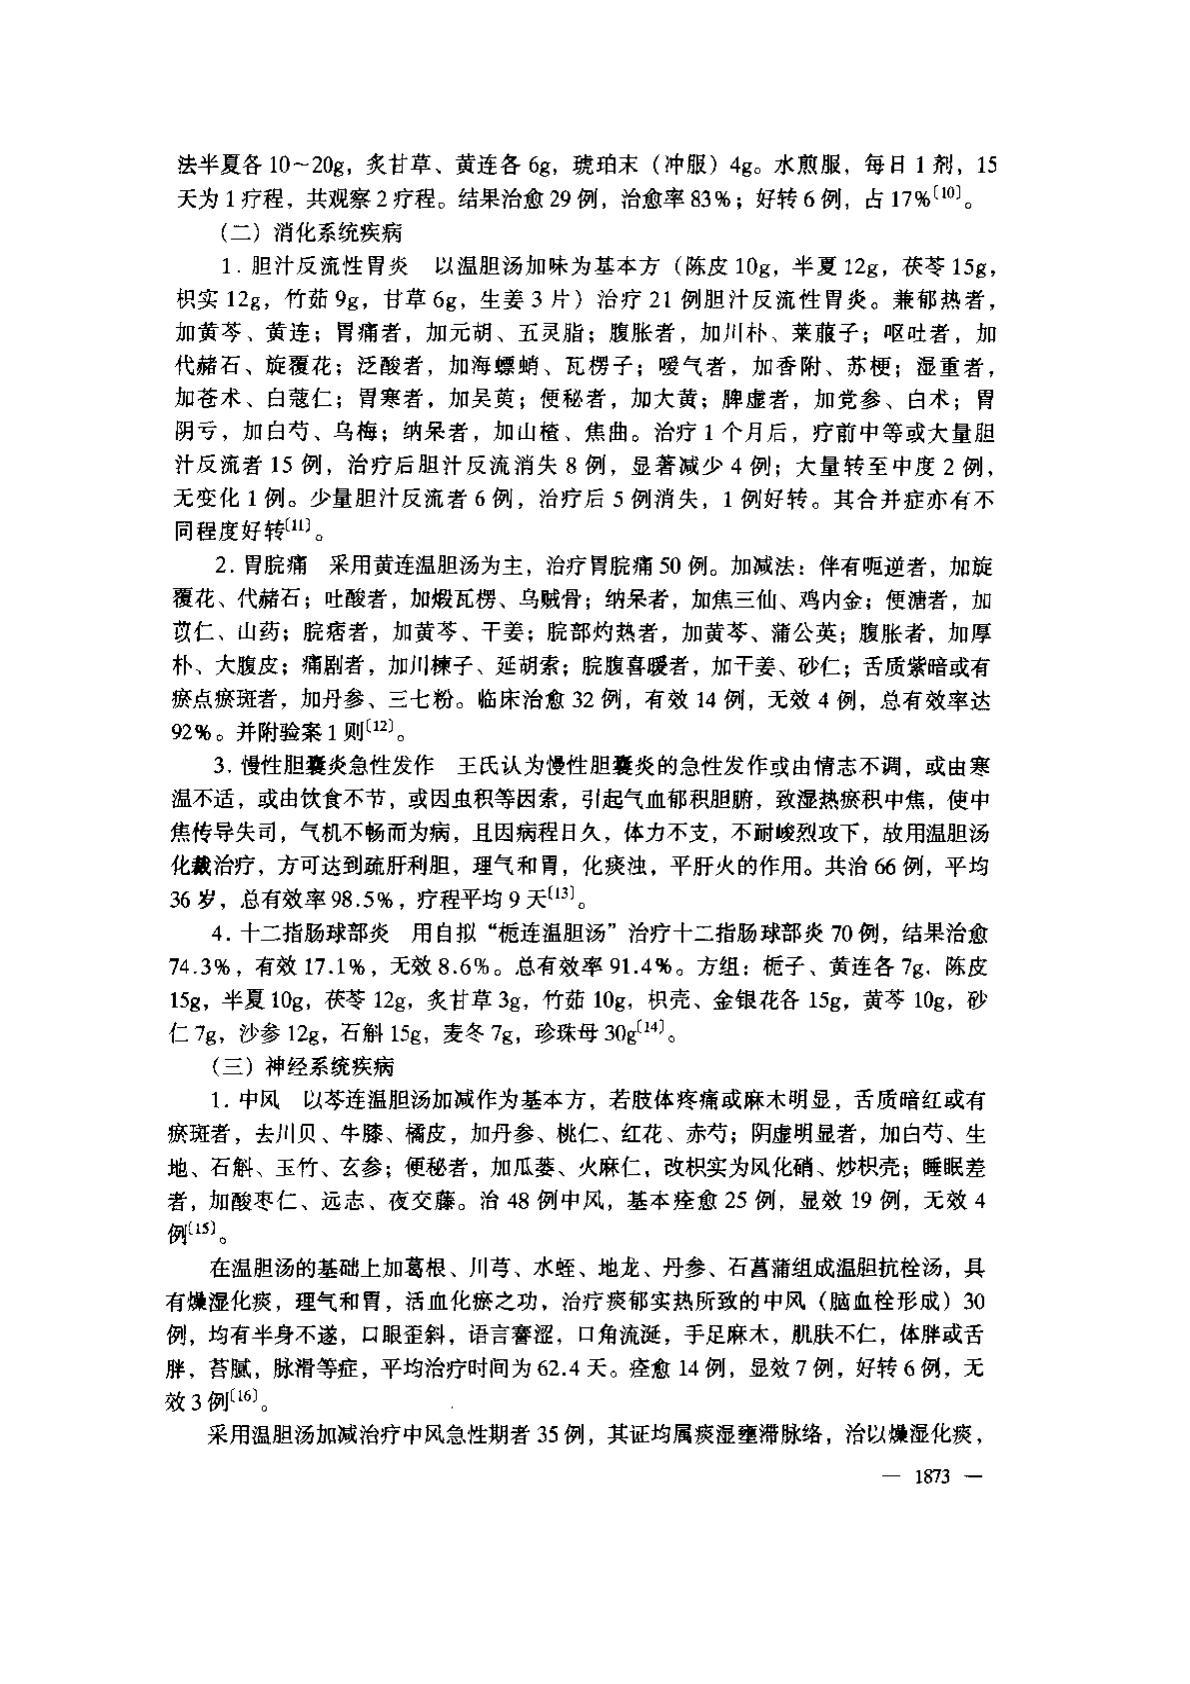 法半夏各 10～20g，炙甘草、黄连各 6g，琥珀末（冲服）4g。水煎服，每日 1 剂，15
天为 1 疗程，共观察 2 疗程。结果治愈 29 例，治愈率 83%；好转 6 例，占 17%〔10〕。
（二）消化系统疾病
1. 胆汁反流性胃炎　以温胆汤加味为基本方（陈皮 10g，半夏 12g，茯苓 15g，
枳实 12g，竹茹 9g，甘草 6g，生姜 3 片）治疗 21 例胆汁反流性胃炎。兼郁热者，
加黄芩、黄连；胃痛者，加元胡、五灵脂；腹胀者，加川朴、莱菔子；呕吐者，加
代赭石、旋覆花；泛酸者，加海螵蛸、瓦楞子；嗳气者，加香附、苏梗；湿重者，
加苍术、白蔻仁；胃寒者，加吴萸；便秘者，加大黄；脾虚者，加党参、白术；胃
阴亏，加白芍、乌梅；纳呆者，加山楂、焦曲。治疗 1 个月后，疗前中等或大量胆
汁反流者 15 例，治疗后胆汁反流消失 8 例，显著减少 4 例；大量转至中度 2 例，
无变化 1 例。少量胆汁反流者 6 例，治疗后 5 例消失，1 例好转。其合并症亦有不
同程度好转〔11〕。
2. 胃脘痛　采用黄连温胆汤为主，治疗胃脘痛 50 例。加减法：伴有呃逆者，加旋
覆花、代赭石；吐酸者，加煅瓦楞、乌贼骨；纳呆者，加焦三仙、鸡内金；便溏者，加
苡仁、山药；脘痞者，加黄芩、干姜；脘部灼热者，加黄芩、蒲公英；腹胀者，加厚
朴、大腹皮；痛剧者，加川楝子、延胡索；脘腹喜暖者，加干姜、砂仁；舌质紫暗或有
瘀点瘀斑者，加丹参、三七粉。临床治愈 32 例，有效 14 例，无效 4 例，总有效率达
92%。并附验案 1 则〔12〕。
3. 慢性胆囊炎急性发作　王氏认为慢性胆囊炎的急性发作或由情志不调，或由寒
温不适，或由饮食不节，或因虫积等因素，引起气血郁积胆腑，致湿热瘀积中焦，使中
焦传导失司，气机不畅而为病，且因病程日久，体力不支，不耐峻烈攻下，故用温胆汤
化裁治疗，方可达到疏肝利胆，理气和胃，化痰浊，平肝火的作用。共治 66 例，平均
36 岁，总有效率 98.5%，疗程平均 9 天〔13〕。
4. 十二指肠球部炎　用自拟“栀连温胆汤”治疗十二指肠球部炎 70 例，结果治愈
74.3%，有效 17.1%，无效 8.6%。总有效率 91.4%。方组：栀子、黄连各 7g，陈皮
15g，半夏 10g，茯苓 12g，炙甘草 3g，竹茹 10g，枳壳、金银花各 15g，黄芩 10g，砂
仁 7g，沙参 12g，石斛 15g，麦冬 7g，珍珠母 30g〔14〕。
（三）神经系统疾病
1. 中风　以芩连温胆汤加减作为基本方，若肢体疼痛或麻木明显，舌质暗红或有
瘀斑者，去川贝、牛膝、橘皮，加丹参、桃仁、红花、赤芍；阴虚明显者，加白芍、生
地、石斛、玉竹、玄参；便秘者，加瓜蒌、火麻仁，改枳实为风化硝、炒枳壳；睡眠差
者，加酸枣仁、远志、夜交藤。治 48 例中风，基本痊愈 25 例，显效 19 例，无效 4
例〔15〕。
在温胆汤的基础上加葛根、川芎、水蛭、地龙、丹参、石菖蒲组成温胆抗栓汤，具
有燥湿化痰，理气和胃，活血化瘀之功，治疗痰郁实热所致的中风（脑血栓形成）30
例，均有半身不遂，口眼歪斜，语言謇涩，口角流涎，手足麻木，肌肤不仁，体胖或舌
胖，苔腻，脉滑等症，平均治疗时间为 62.4 天。痊愈 14 例，显效 7 例，好转 6 例，无
效 3 例〔16〕。
采用温胆汤加减治疗中风急性期者 35 例，其证均属痰湿壅滞脉络，治以燥湿化痰，
— 1873 —